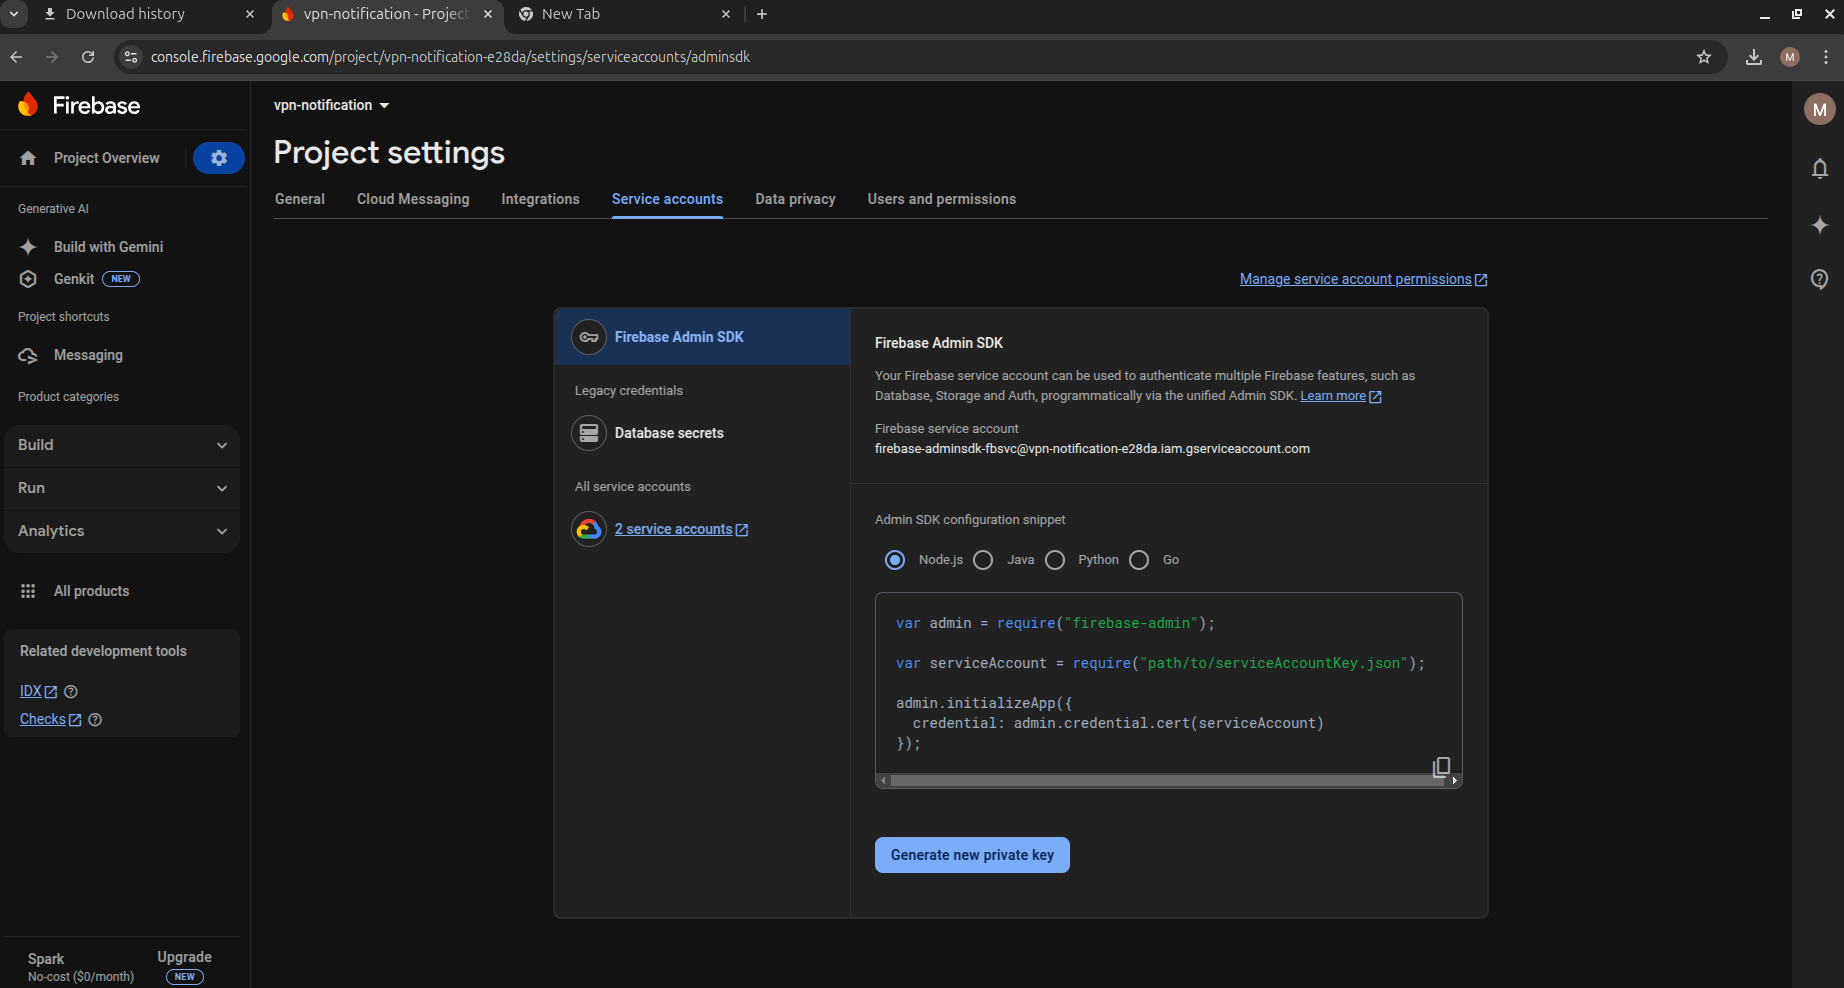 Download history
vpn-notification - Project
New Tab
console.firebase.google.com/project/vpn-notification-e28da/settings/serviceaccounts/adminsdk
M
Firebase
vpn-notification
M
Project Overview
Project settings
General
Cloud Messaging
Integrations
Service accounts
Data privacy
Users and permissions
Generative AI
Build with Gemini
Genkit NEW
Project shortcuts
Messaging
Product categories
Build
Run
Analytics
All products
Related development tools
IDX
Checks
Spark
No-cost ($0/month)
Upgrade
NEW
Manage service account permissions
Firebase Admin SDK
Legacy credentials
Database secrets
All service accounts
2 service accounts
Firebase Admin SDK
Your Firebase service account can be used to authenticate multiple Firebase features, such as
Database, Storage and Auth, programmatically via the unified Admin SDK. Learn more
Firebase service account
firebase-adminsdk-fbsvc@vpn-notification-e28da.iam.gserviceaccount.com
Admin SDK configuration snippet
Node.js Java Python Go
var admin = require("firebase-admin");
var serviceAccount = require("path/to/serviceAccountKey.json");
admin.initializeApp({
credential: admin.credential.cert(serviceAccount)
});
Generate new private key